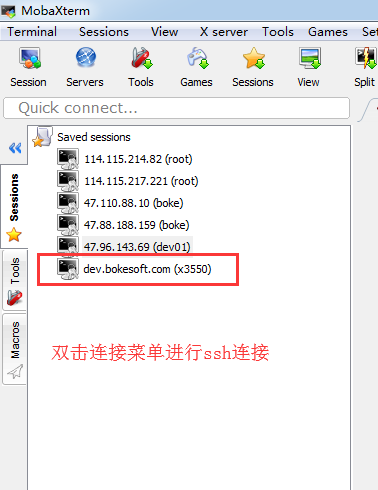 MobaXterm
Terminal Sessions View X server Tools Games Set
Session Servers Tools Games Sessions View Split
Quick connect...
Saved sessions
114.115.214.82 (root)
114.115.217.221 (root)
47.110.88.10 (boke)
47.88.188.159 (boke)
47.96.143.69 (dev01)
dev.bokesoft.com (x3550)
Sessions
Tools
Macros
双击连接菜单进行ssh连接